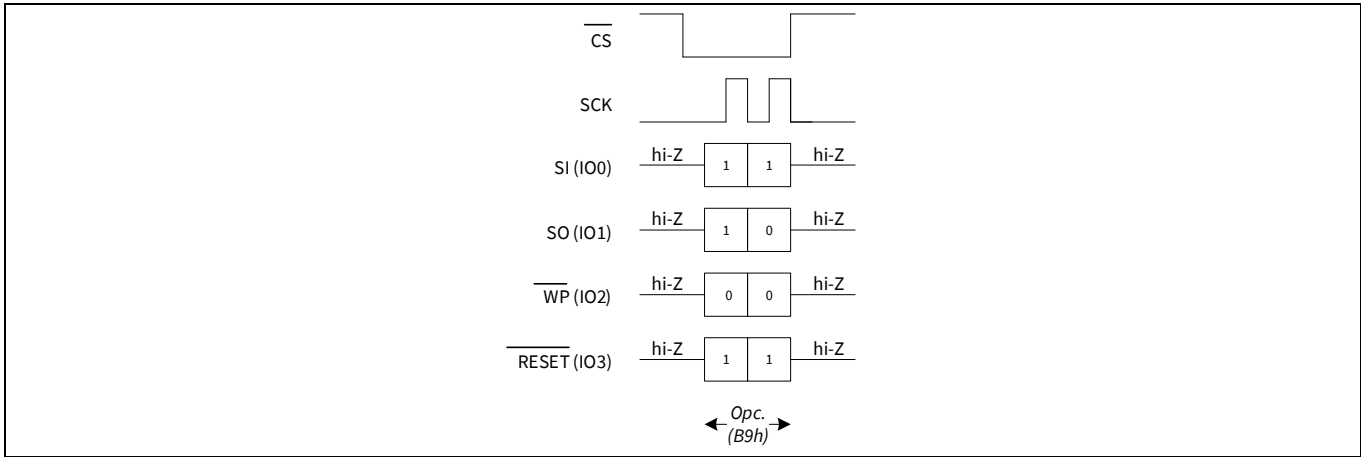 CS
SCK
hi-Z 1 1 hi-Z
SI (IO0)
hi-Z 1 0 hi-Z
SO (IO1)
hi-Z 0 0 hi-Z
WP (IO2)
hi-Z 1 1 hi-Z
RESET (IO3)
Opc.
(B9h)